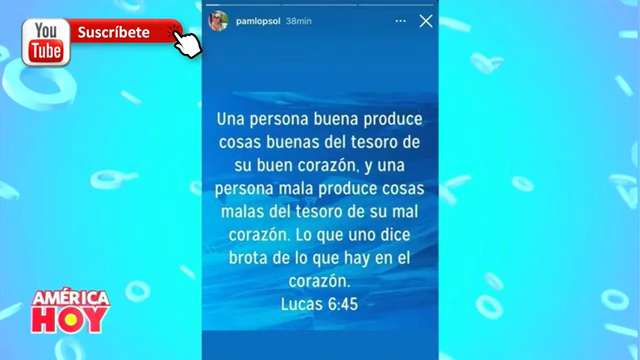 You
Tube
Suscríbete
pamlopsol 38min
Una persona buena produce
cosas buenas del tesoro de
su buen corazón, y una
persona mala produce cosas
malas del tesoro de su mal
corazón. Lo que uno dice
brota de lo que hay en el
corazón.
Lucas 6:45
AMÉRICA
HOY